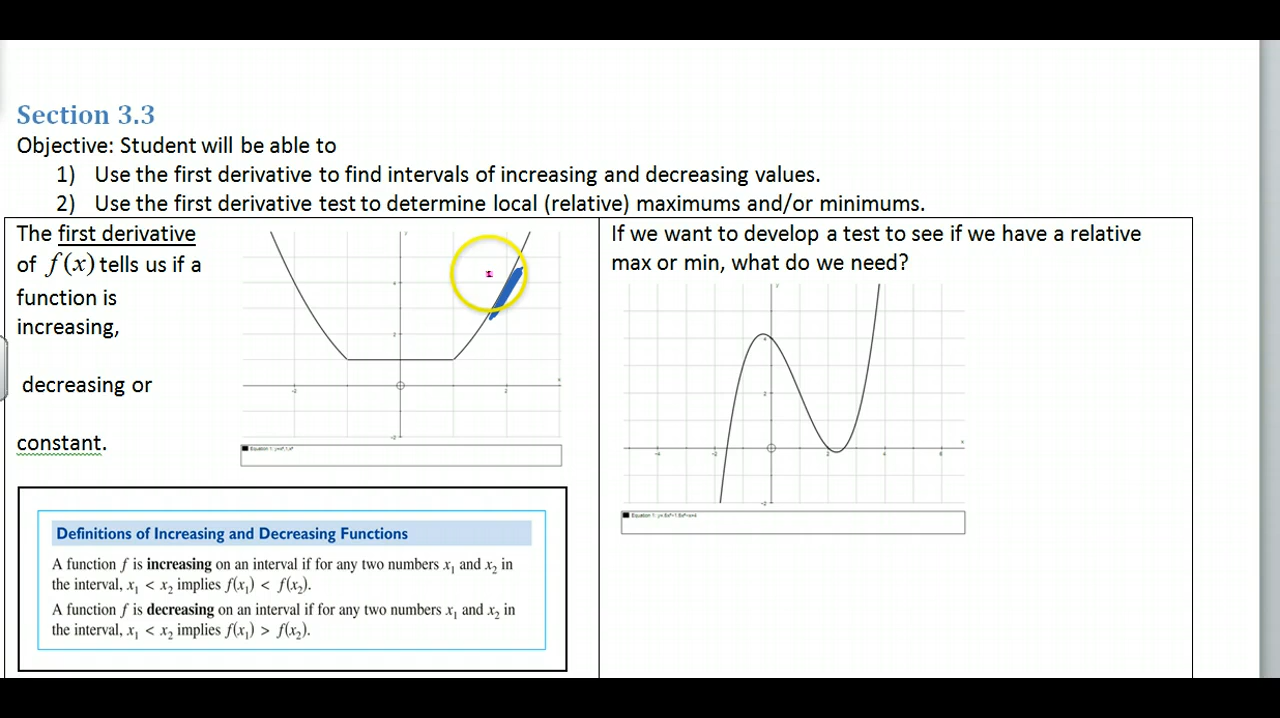 Section 3.3
Objective: Student will be able to
1) Use the first derivative to find intervals of increasing and decreasing values.
2) Use the first derivative test to determine local (relative) maximums and/or minimums.
The first derivative
of f(x) tells us if a
function is
increasing,
decreasing or
constant.
Definitions of Increasing and Decreasing Functions
A function f is increasing on an interval if for any two numbers x₁ and x₂ in
the interval, x₁ < x₂ implies f(x₁) < f(x₂).
A function f is decreasing on an interval if for any two numbers x₁ and x₂ in
the interval, x₁ < x₂ implies f(x₁) > f(x₂).
If we want to develop a test to see if we have a relative
max or min, what do we need?